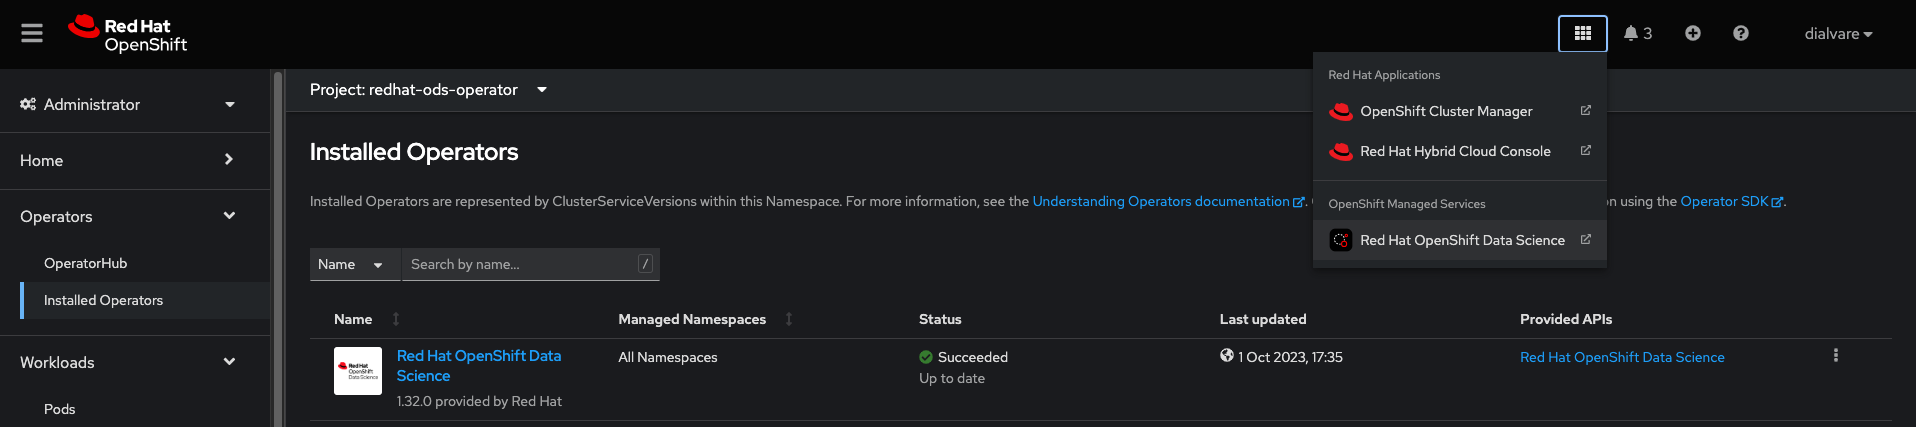 Red Hat
OpenShift
3
dialvare
Administrator
Home
Operators
OperatorHub
Installed Operators
Workloads
Pods
Project: redhat-ods-operator
Red Hat Applications
OpenShift Cluster Manager
Red Hat Hybrid Cloud Console
OpenShift Managed Services
Red Hat OpenShift Data Science
Installed Operators
Installed Operators are represented by ClusterServiceVersions within this Namespace. For more information, see the Understanding Operators documentation. using the Operator SDK.
Name
Search by name...
/
Name Managed Namespaces Status Last updated Provided APIs
Red Hat
OpenShift
Data Science
Red Hat OpenShift Data
Science
1.32.0 provided by Red Hat
All Namespaces
Succeeded
Up to date
1 Oct 2023, 17:35
Red Hat OpenShift Data Science